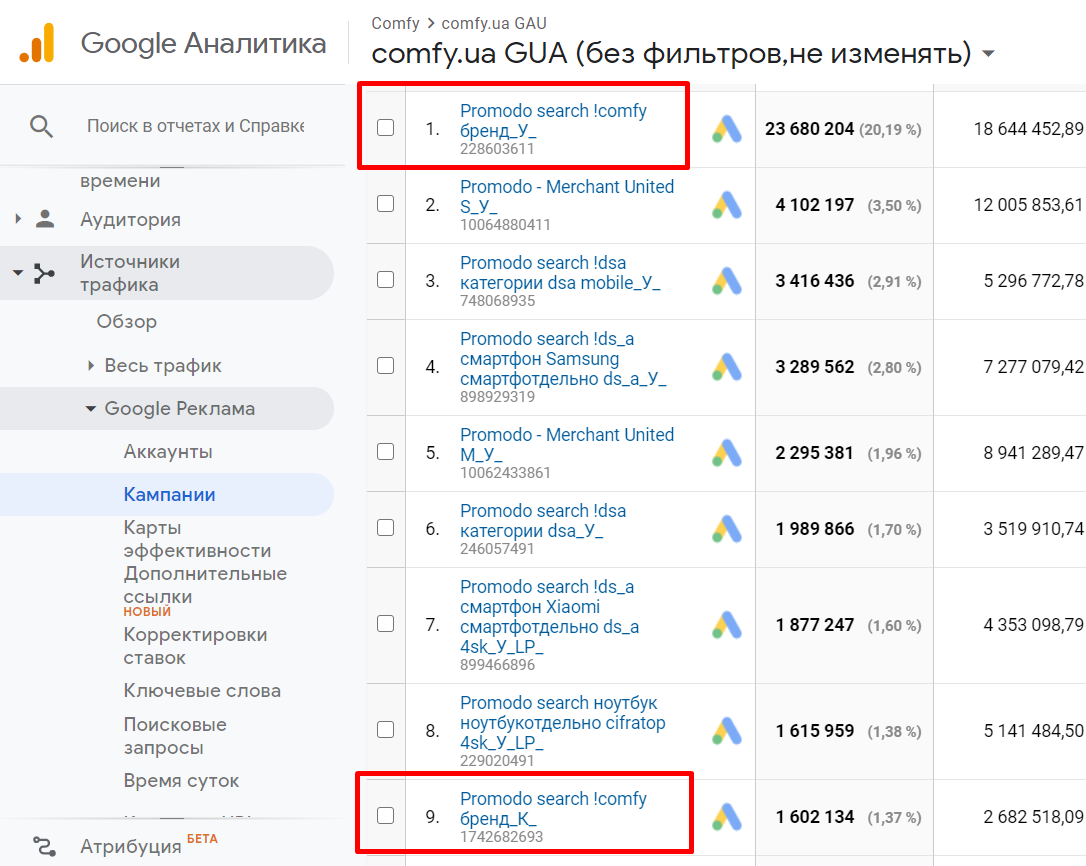 Google Аналитика
Comfy > comfy.ua GAU
comfy.ua GUA (без фильтров,не изменять)
Поиск в отчетах и Справке
времени
Аудитория
Источники
трафика
Обзор
Весь трафик
Google Реклама
Аккаунты
Кампании
Карты
эффективности
Дополнительные
ссылки
НОВЫЙ
Корректировки
ставок
Ключевые слова
Поисковые
запросы
Время суток
Атрибуция БЕТА
1. Promodo search !comfy
бренд_У_
228603611
23 680 204 (20,19 %) 18 644 452,89
2. Promodo - Merchant United
S_У_
10064880411
4 102 197 (3,50 %) 12 005 853,61
3. Promodo search !dsa
категории dsa mobile_У_
748068935
3 416 436 (2,91 %) 5 296 772,78
4. Promodo search !ds_a
смартфон Samsung
смартфотдельно ds_a_У_
898929319
3 289 562 (2,80 %) 7 277 079,42
5. Promodo - Merchant United
M_У_
10062433861
2 295 381 (1,96 %) 8 941 289,47
6. Promodo search !dsa
категории dsa_У_
246057491
1 989 866 (1,70 %) 3 519 910,74
7. Promodo search !ds_a
смартфон Xiaomi
смартфотдельно ds_a
4sk_У_LP_
899466896
1 877 247 (1,60 %) 4 353 098,79
8. Promodo search ноутбук
ноутбукотдельно cifratop
4sk_У_LP_
229020491
1 615 959 (1,38 %) 5 141 484,50
9. Promodo search !comfy
бренд_К_
1742682693
1 602 134 (1,37 %) 2 682 518,09